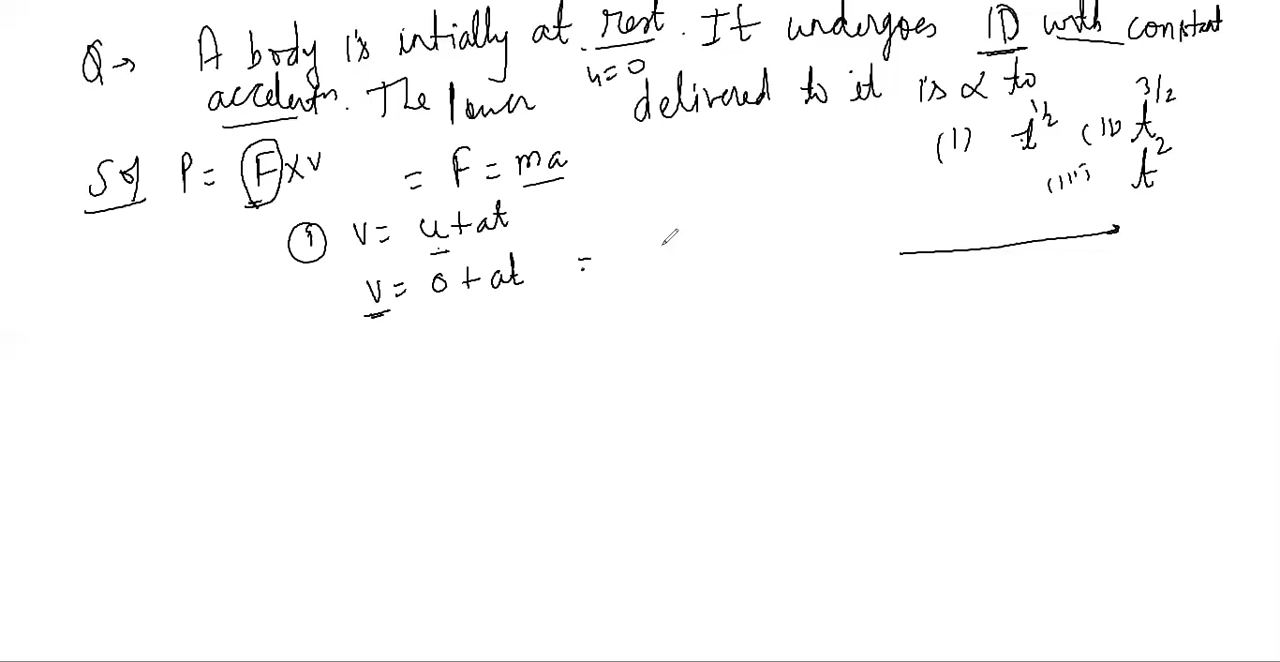 Q → A body is intially at rest. It undergoes 1D with constant
u=0
acceleratn. The Power delivered to it is ∝ to
(i) t^1/2 (ii) t^3/2
(iii) t^2
Sol P = F×v = F = ma
① v = u+at
v = 0+at =